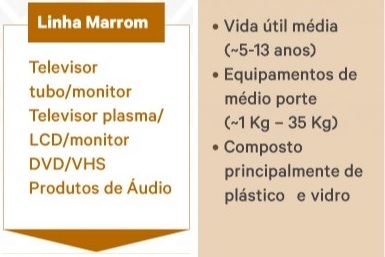 Linha Marrom
Televisor
tubo/monitor
Televisor plasma/
LCD/monitor
DVD/VHS
Produtos de Áudio
• Vida útil média
(~5-13 anos)
• Equipamentos de
médio porte
(~1 Kg – 35 Kg)
• Composto
principalmente de
plástico e vidro